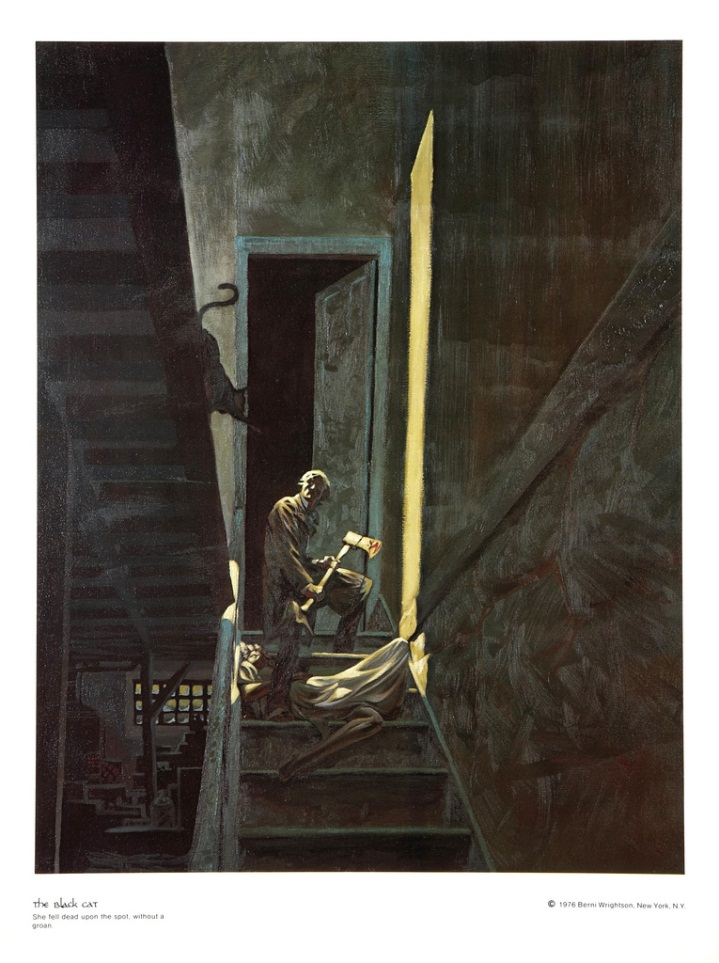 The Black Cat
She fell dead upon the spot, without a
groan.
© 1976 Berni Wrightson, New York, N.Y.